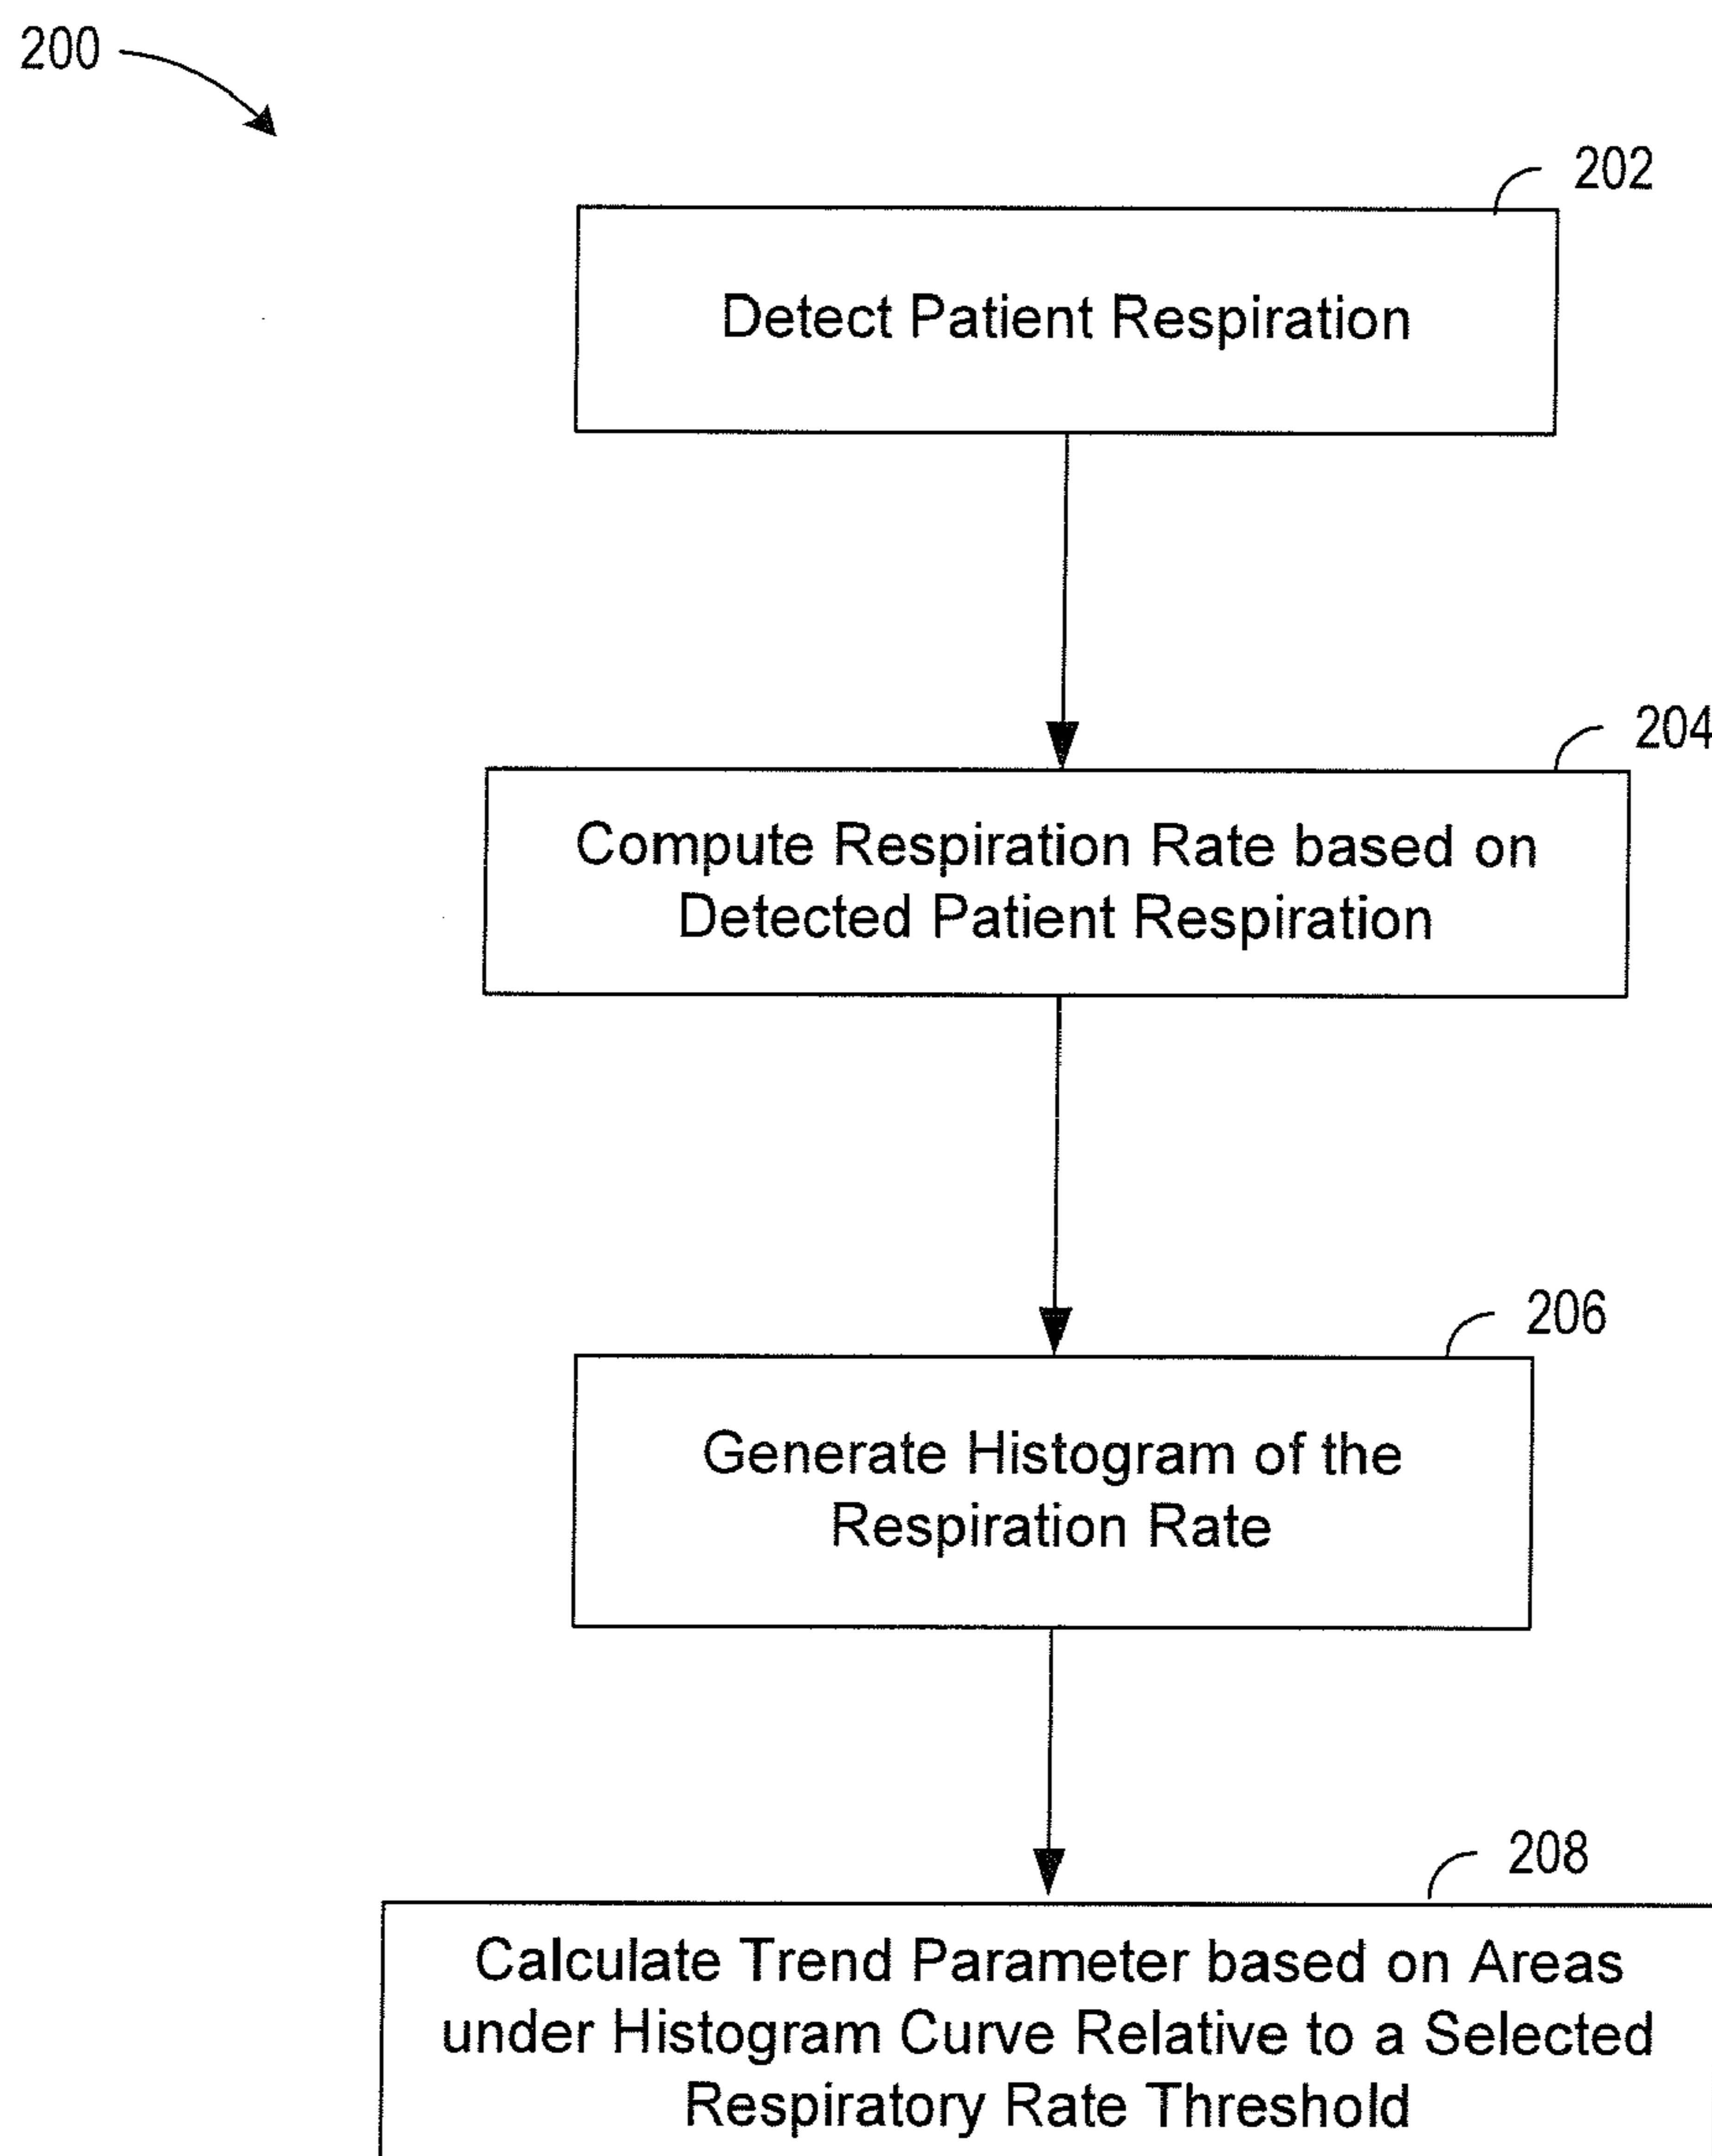 200
202
Detect Patient Respiration
204
Compute Respiration Rate based on
Detected Patient Respiration
206
Generate Histogram of the
Respiration Rate
208
Calculate Trend Parameter based on Areas
under Histogram Curve Relative to a Selected
Respiratory Rate Threshold